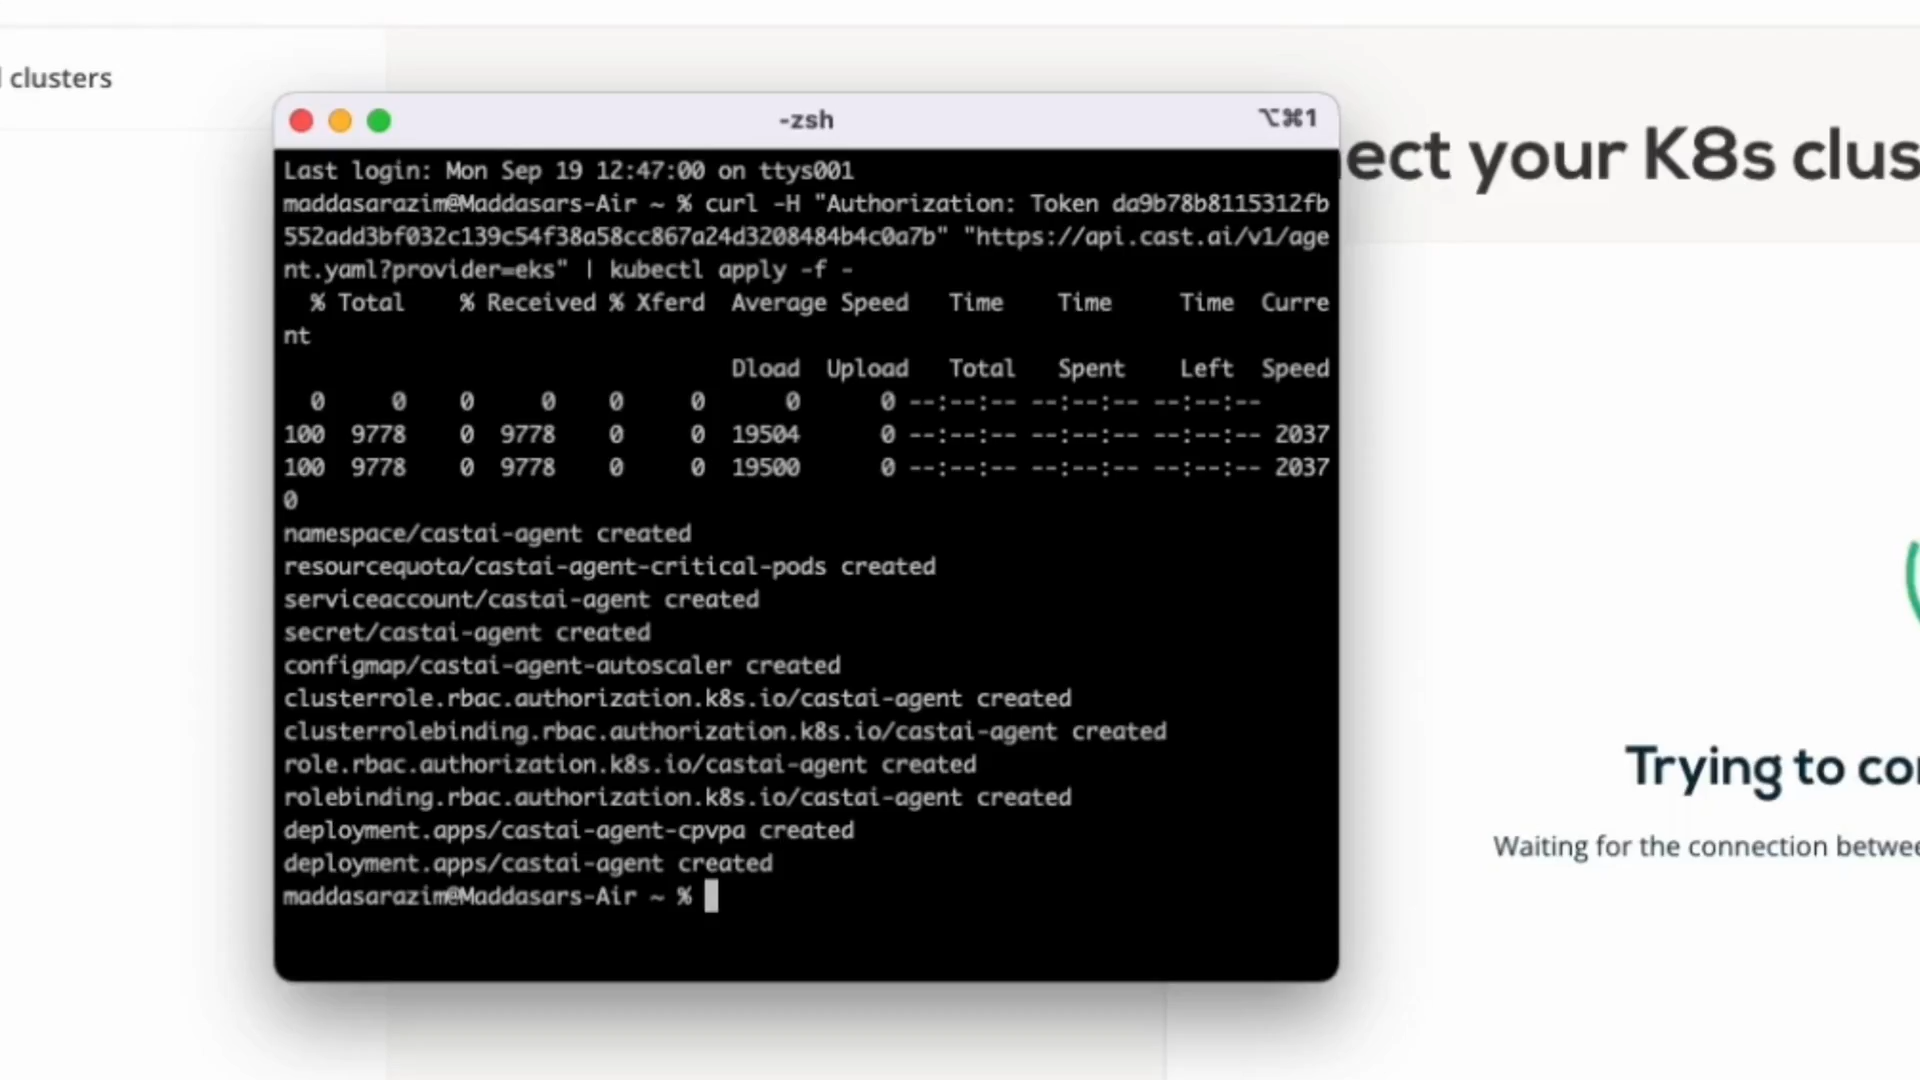 clusters
-zsh
⌥⌘1
ect your K8s clus
Last login: Mon Sep 19 12:47:00 on ttys001
maddasarazim@Maddasars-Air ~ % curl -H "Authorization: Token da9b78b8115312fb
552add3bf032c139c54f38a58cc867a24d3208484b4c0a7b" "https://api.cast.ai/v1/age
nt.yaml?provider=eks" | kubectl apply -f -
% Total % Received % Xferd Average Speed Time Time Time Curre
nt
Dload Upload Total Spent Left Speed
0 0 0 0 0 0 0 0 --:--:-- --:--:-- --:--:--
100 9778 0 9778 0 0 19504 0 --:--:-- --:--:-- --:--:-- 2037
100 9778 0 9778 0 0 19500 0 --:--:-- --:--:-- --:--:-- 2037
0
namespace/castai-agent created
resourcequota/castai-agent-critical-pods created
serviceaccount/castai-agent created
secret/castai-agent created
configmap/castai-agent-autoscaler created
clusterrole.rbac.authorization.k8s.io/castai-agent created
clusterrolebinding.rbac.authorization.k8s.io/castai-agent created
role.rbac.authorization.k8s.io/castai-agent created
rolebinding.rbac.authorization.k8s.io/castai-agent created
deployment.apps/castai-agent-cpvpa created
deployment.apps/castai-agent created
maddasarazim@Maddasars-Air ~ %
Trying to co
Waiting for the connection betwee